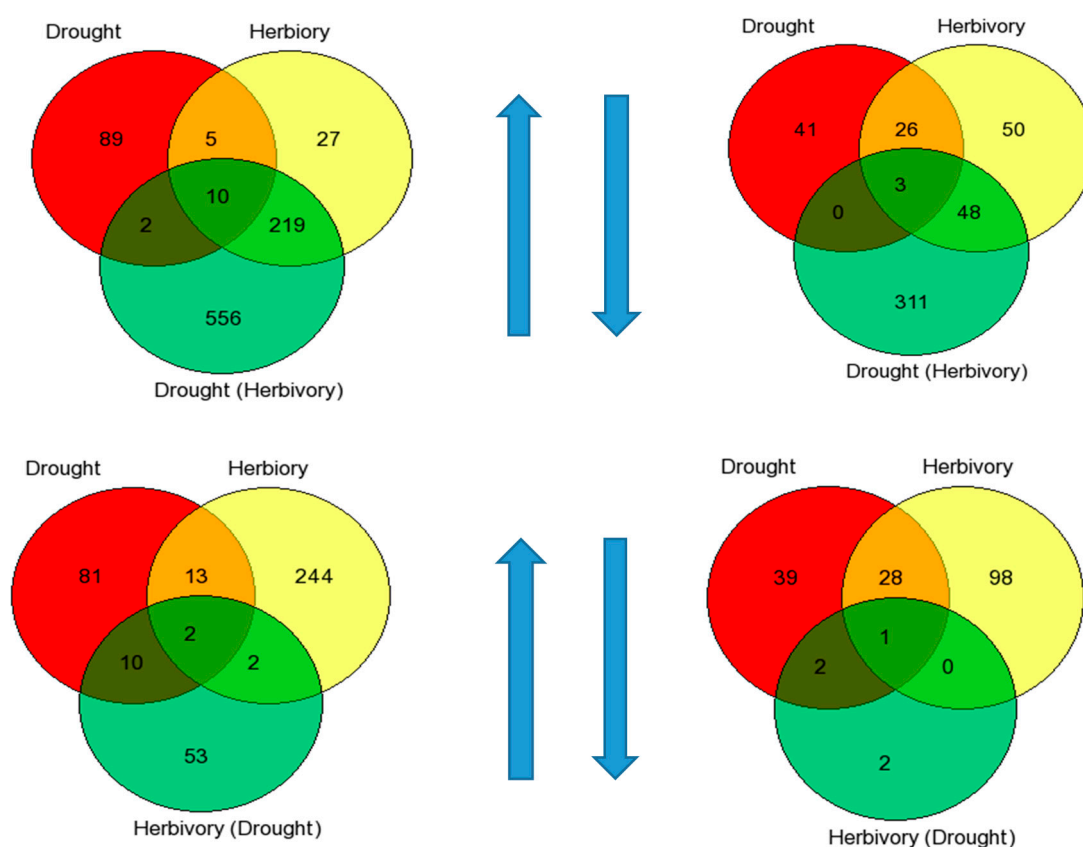 Drought Herbiory
89 5 27
10
2 219
556
Drought (Herbivory)
Drought Herbivory
41 26 50
3
0 48
311
Drought (Herbivory)
Drought Herbiory
81 13 244
2
10 2
53
Herbivory (Drought)
Drought Herbivory
39 28 98
1
2 0
2
Herbivory (Drought)